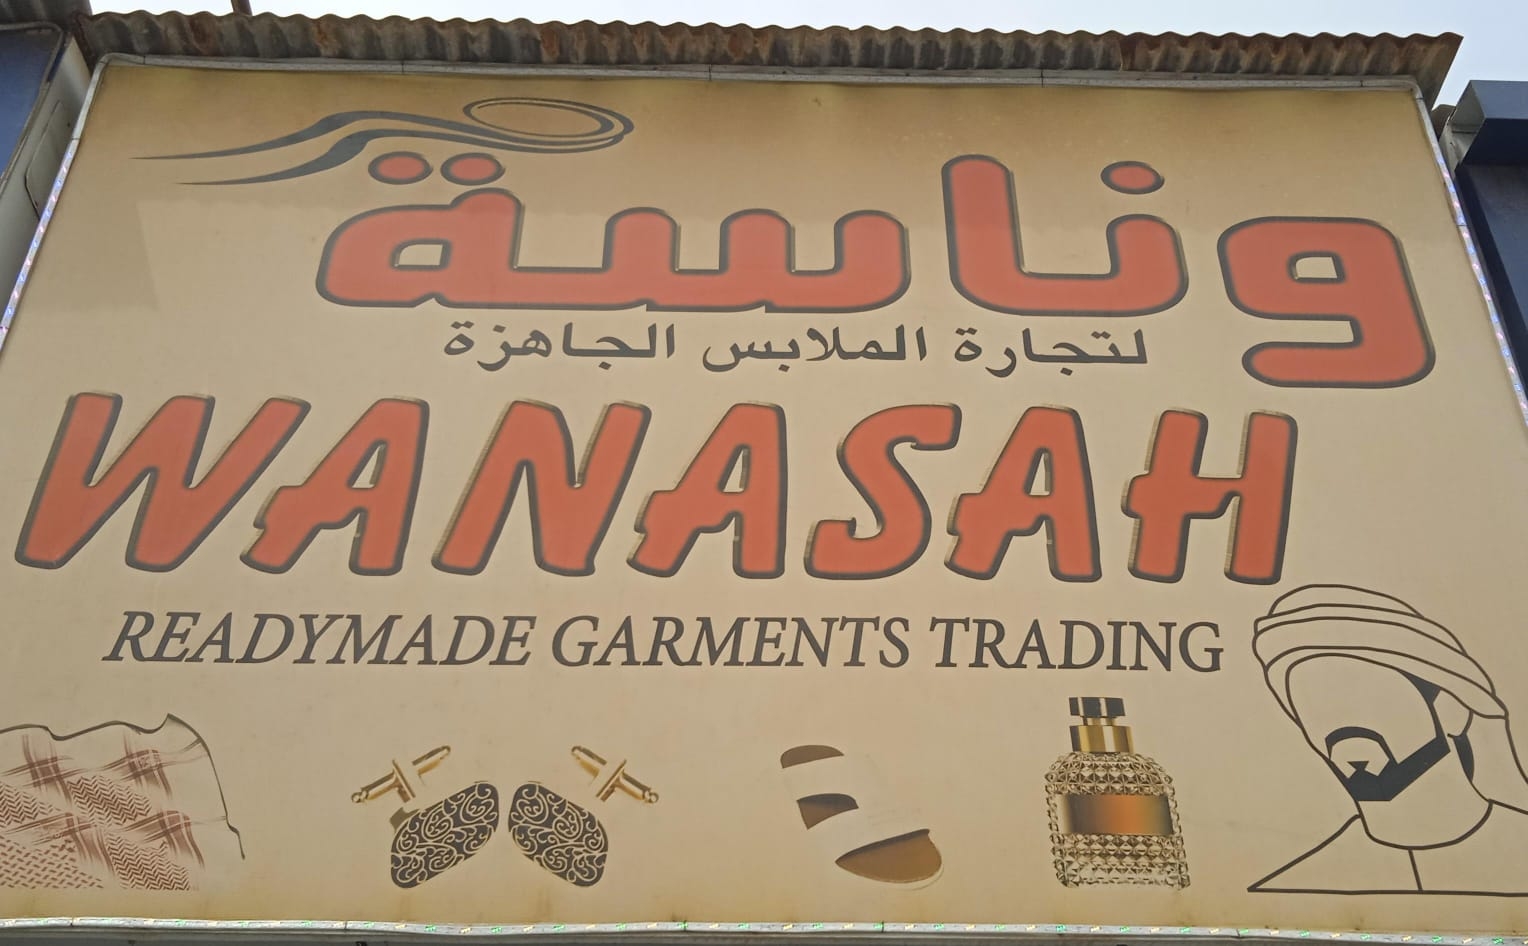 وناسة
لتجارة الملابس الجاهزة
WANASAH
READYMADE GARMENTS TRADING